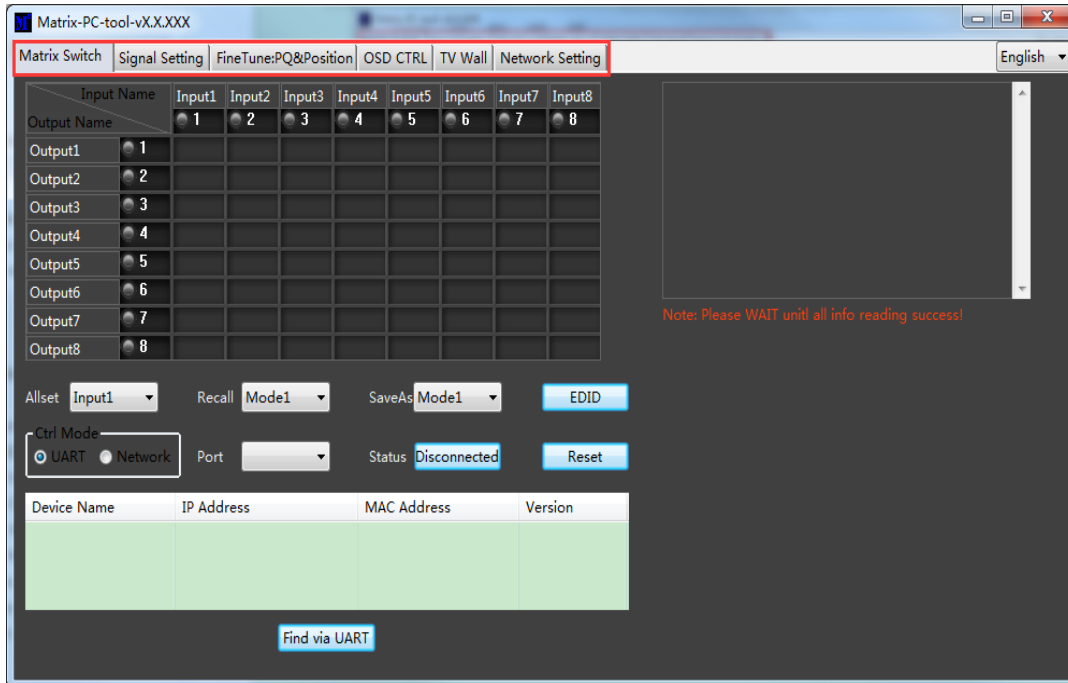 Matrix-PC-tool-vX.X.XXX
Matrix Switch Signal Setting FineTune:PQ&Position OSD CTRL TV Wall Network Setting English
Input Name Input1 Input2 Input3 Input4 Input5 Input6 Input7 Input8
Output Name 1 2 3 4 5 6 7 8
Output1 1
Output2 2
Output3 3
Output4 4
Output5 5
Output6 6
Output7 7
Output8 8
Note: Please WAIT unitl all info reading success!
Allset Input1 Recall Mode1 SaveAs Mode1 EDID
Ctrl Mode
UART Network Port Status Disconnected Reset
Device Name IP Address MAC Address Version
Find via UART